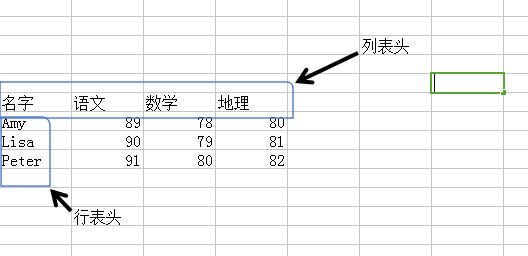 列表头
名字 语文 数学 地理
Amy 89 78 80
Lisa 90 79 81
Peter 91 80 82
行表头